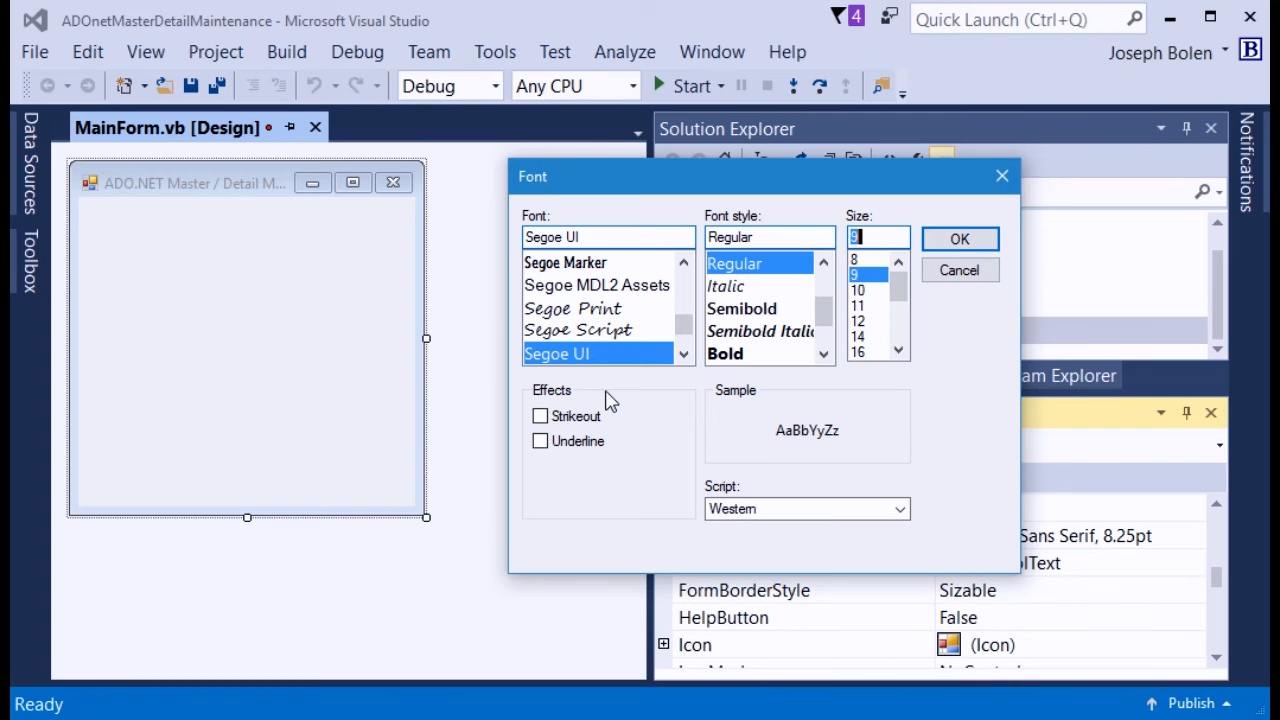 ADOnetMasterDetailMaintenance - Microsoft Visual Studio
4
Quick Launch (Ctrl+Q)
File Edit View Project Build Debug Team Tools Test Analyze Window Help
Joseph Bolen
B
Debug
Any CPU
Start
Data Sources
Toolbox
MainForm.vb [Design]
ADO.NET Master / Detail M...
Solution Explorer
Notifications
Font
Font:
Font style:
Size:
Segoe UI
Regular
9
OK
Cancel
Segoe Marker
Segoe MDL2 Assets
Segoe Print
Segoe Script
Segoe UI
Regular
Italic
Semibold
Semibold Italic
Bold
8
9
10
11
12
14
16
Effects
Strikeout
Underline
Sample
AaBbYyZz
Script:
Western
am Explorer
Sans Serif, 8.25pt
olText
FormBorderStyle Sizable
HelpButton False
Icon (Icon)
Ready
Publish